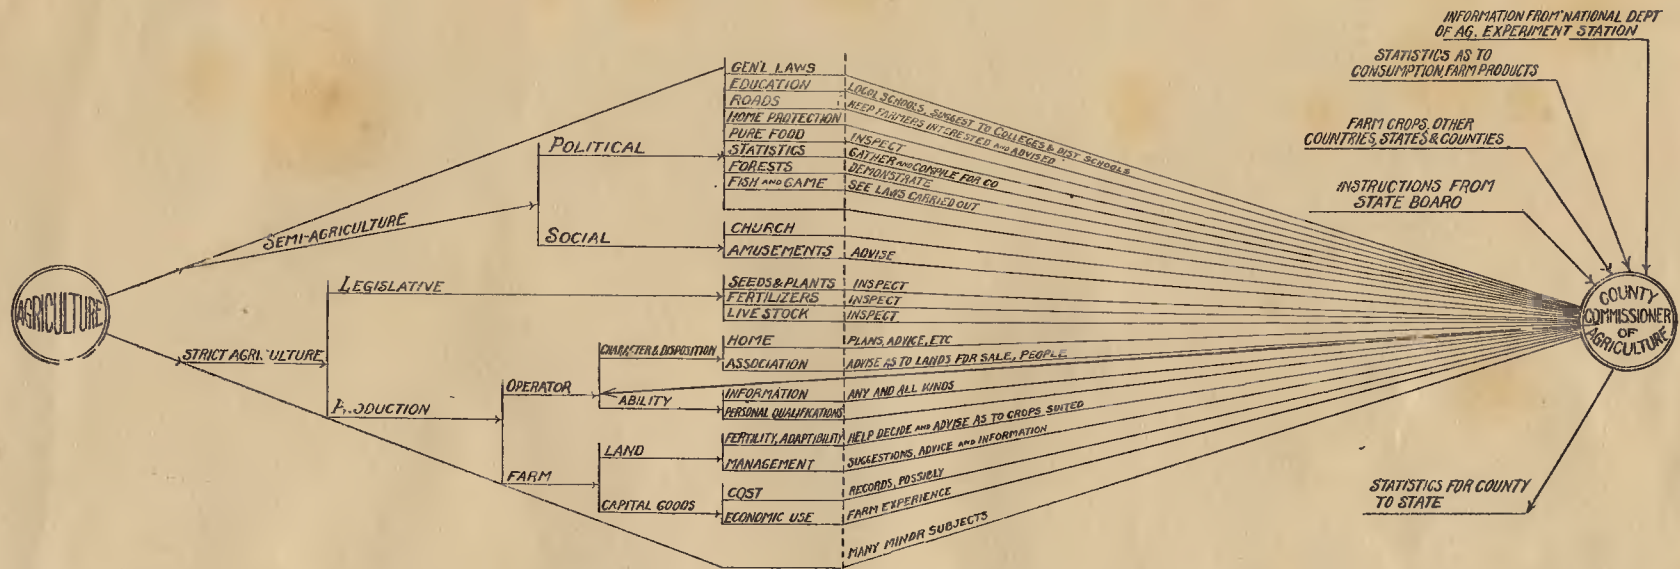 AGRICULTURE
SEMI-AGRICULTURE
POLITICAL
SOCIAL
GEN'L LAWS
EDUCATION
ROADS
HOME PROTECTION
PURE FOOD
STATISTICS
FORESTS
FISH AND GAME
CHURCH
AMUSEMENTS
LOCAL SCHOOLS, SUGGEST TO COLLEGES & DIST SCHOOLS
KEEP FARMERS INTERESTED AND ADVISED
INSPECT
GATHER AND COMPILE FOR CO
DEMONSTRATE
SEE LAWS CARRIED OUT
ADVISE
STRICT AGRICULTURE
LEGISLATIVE
SEEDS & PLANTS INSPECT
FERTILIZERS INSPECT
LIVE STOCK INSPECT
PRODUCTION
OPERATOR
CHARACTER & DISPOSITION
HOME PLANS, ADVICE, ETC
ASSOCIATION ADVISE AS TO LANDS FOR SALE, PEOPLE
ABILITY
INFORMATION ANY AND ALL KINDS
PERSONAL QUALIFICATIONS
FARM
LAND
FERTILITY, ADAPTIBILITY HELP DECIDE AND ADVISE AS TO CROPS SUITED
MANAGEMENT SUGGESTIONS, ADVICE AND INFORMATION
CAPITAL GOODS
COST RECORDS, POSSIBLY
ECONOMIC USE FARM EXPERIENCE
MANY MINOR SUBJECTS
INFORMATION FROM NATIONAL DEPT
OF AG. EXPERIMENT STATION
STATISTICS AS TO
CONSUMPTION, FARM PRODUCTS
FARM CROPS, OTHER
COUNTRIES, STATES & COUNTIES
INSTRUCTIONS FROM
STATE BOARD
COUNTY
COMMISSIONER
OF
AGRICULTURE
STATISTICS FOR COUNTY
TO STATE